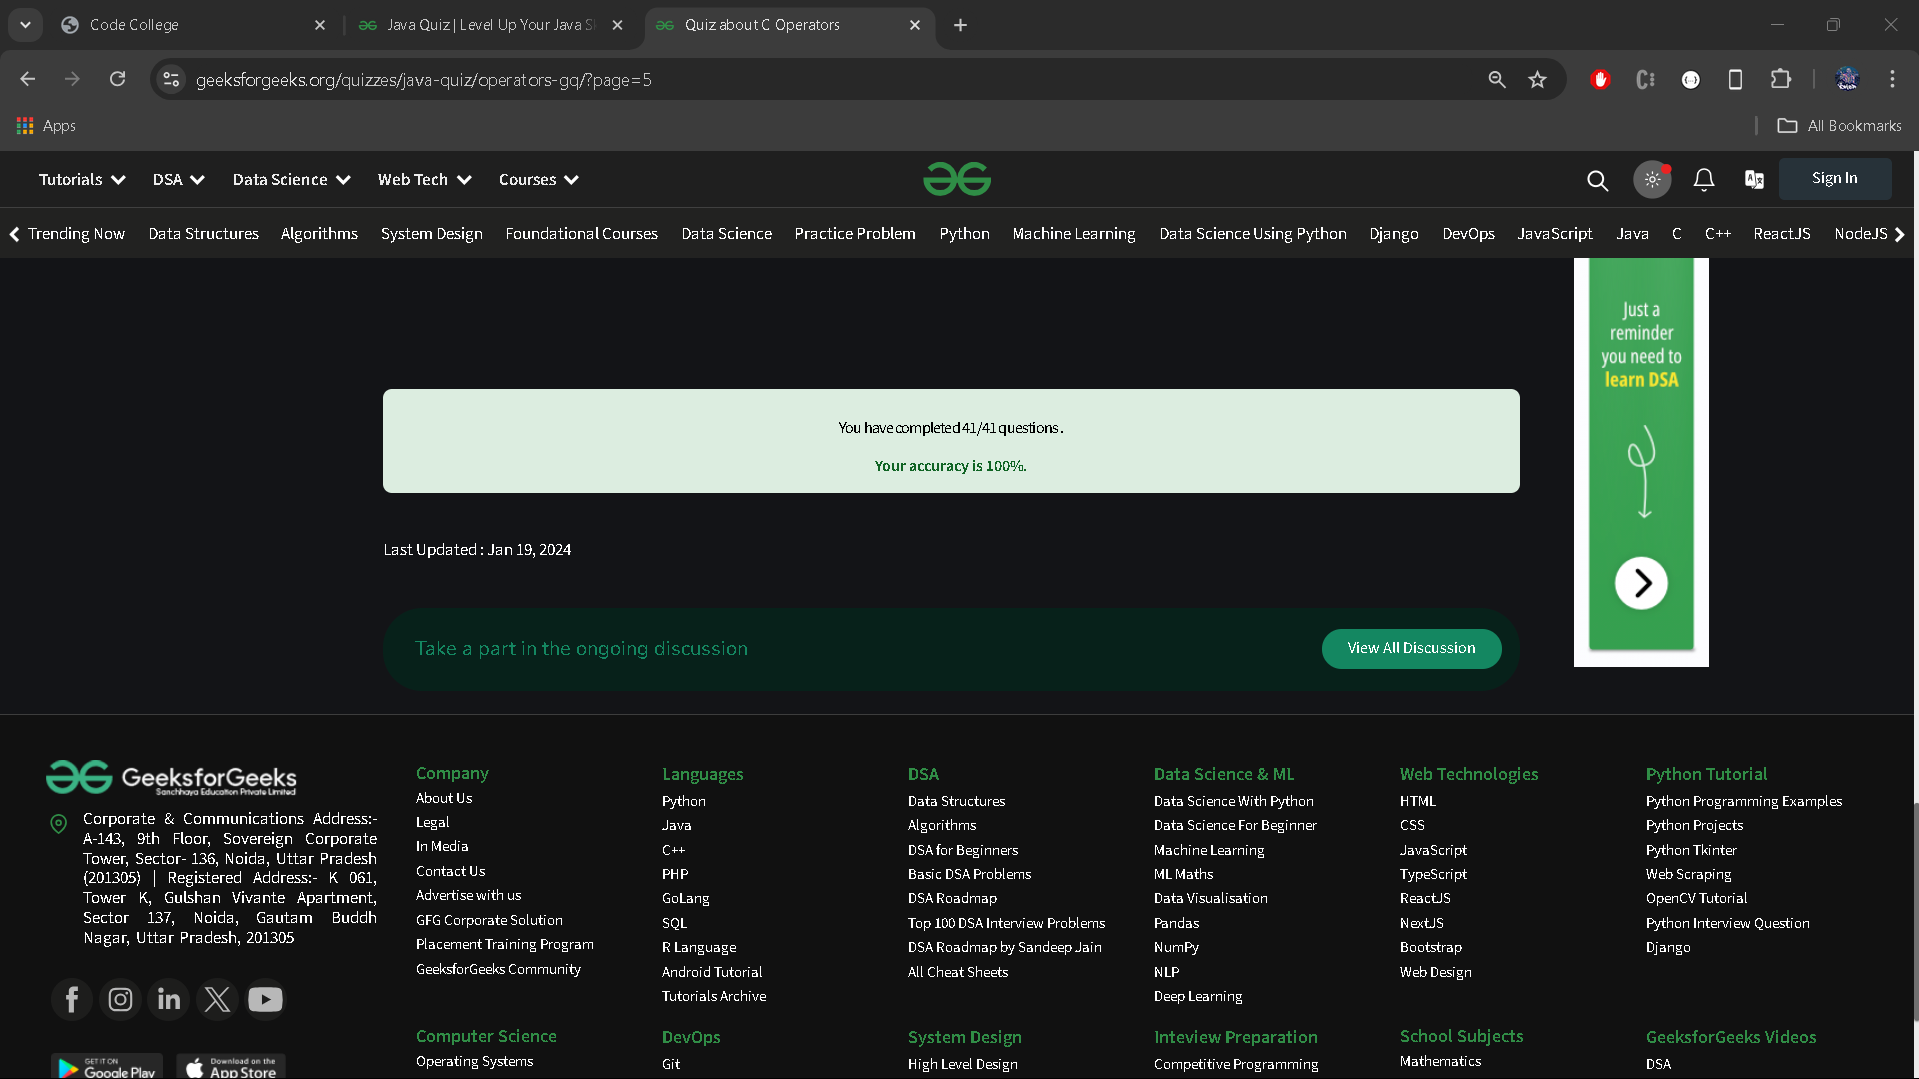 Code College
Java Quiz | Level Up Your Java S
Quiz about C Operators
geeksforgeeks.org/quizzes/java-quiz/operators-gq/?page=5
Apps
All Bookmarks
Tutorials
DSA
Data Science
Web Tech
Courses
Sign In
Trending Now
Data Structures
Algorithms
System Design
Foundational Courses
Data Science
Practice Problem
Python
Machine Learning
Data Science Using Python
Django
DevOps
JavaScript
Java
C
C++
ReactJS
NodeJS
Just a
reminder
you need to
learn DSA
You have completed 41/41 questions .
Your accuracy is 100%.
Last Updated : Jan 19, 2024
Take a part in the ongoing discussion
View All Discussion
GeeksforGeeks
Sanchhaya Education Private Limited
Corporate & Communications Address:-
A-143, 9th Floor, Sovereign Corporate
Tower, Sector- 136, Noida, Uttar Pradesh
(201305) | Registered Address:- K 061,
Tower K, Gulshan Vivante Apartment,
Sector 137, Noida, Gautam Buddh
Nagar, Uttar Pradesh, 201305
GET IT ON
Google Play
Download on the
App Store
Company
About Us
Legal
In Media
Contact Us
Advertise with us
GFG Corporate Solution
Placement Training Program
GeeksforGeeks Community
Languages
Python
Java
C++
PHP
GoLang
SQL
R Language
Android Tutorial
Tutorials Archive
DSA
Data Structures
Algorithms
DSA for Beginners
Basic DSA Problems
DSA Roadmap
Top 100 DSA Interview Problems
DSA Roadmap by Sandeep Jain
All Cheat Sheets
Data Science & ML
Data Science With Python
Data Science For Beginner
Machine Learning
ML Maths
Data Visualisation
Pandas
NumPy
NLP
Deep Learning
Web Technologies
HTML
CSS
JavaScript
TypeScript
ReactJS
NextJS
Bootstrap
Web Design
Python Tutorial
Python Programming Examples
Python Projects
Python Tkinter
Web Scraping
OpenCV Tutorial
Python Interview Question
Django
Computer Science
Operating Systems
DevOps
Git
System Design
High Level Design
Inteview Preparation
Competitive Programming
School Subjects
Mathematics
GeeksforGeeks Videos
DSA